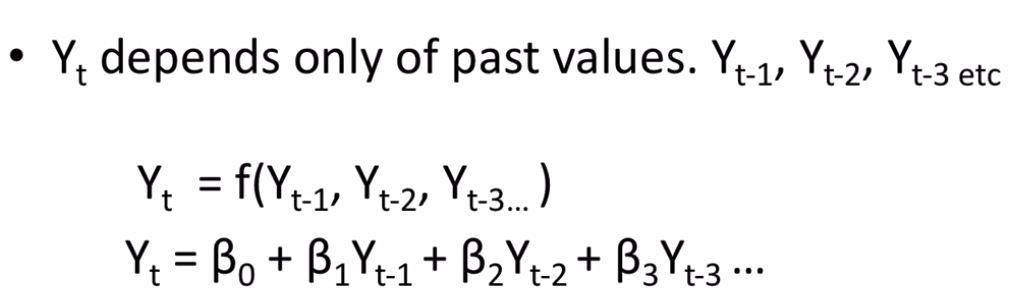 • Yₜ depends only of past values. Yₜ₋₁, Yₜ₋₂, Yₜ₋₃ etc
Yₜ = f(Yₜ₋₁, Yₜ₋₂, Yₜ₋₃... )
Yₜ = β₀ + β₁Yₜ₋₁ + β₂Yₜ₋₂ + β₃Yₜ₋₃ ...